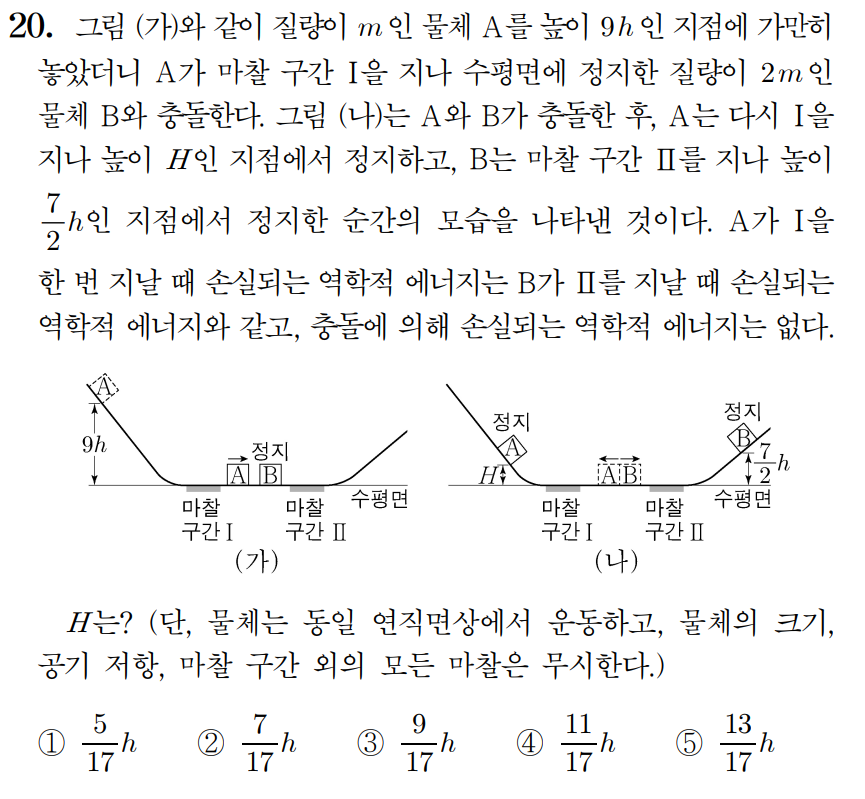 20. 그림 (가)와 같이 질량이 m인 물체 A를 높이 9h인 지점에 가만히
놓았더니 A가 마찰 구간 Ⅰ을 지나 수평면에 정지한 질량이 2m인
물체 B와 충돌한다. 그림 (나)는 A와 B가 충돌한 후, A는 다시 Ⅰ을
지나 높이 H인 지점에서 정지하고, B는 마찰 구간 Ⅱ를 지나 높이
7/2 h인 지점에서 정지한 순간의 모습을 나타낸 것이다. A가 Ⅰ을
한 번 지날 때 손실되는 역학적 에너지는 B가 Ⅱ를 지날 때 손실되는
역학적 에너지와 같고, 충돌에 의해 손실되는 역학적 에너지는 없다.
A
9h
정지
A B
마찰 구간 Ⅰ
마찰 구간 Ⅱ
수평면
(가)
정지
A
H
A B
정지
B
7/2 h
마찰 구간 Ⅰ
마찰 구간 Ⅱ
수평면
(나)
H는? (단, 물체는 동일 연직면상에서 운동하고, 물체의 크기,
공기 저항, 마찰 구간 외의 모든 마찰은 무시한다.)
① 5/17 h ② 7/17 h ③ 9/17 h ④ 11/17 h ⑤ 13/17 h